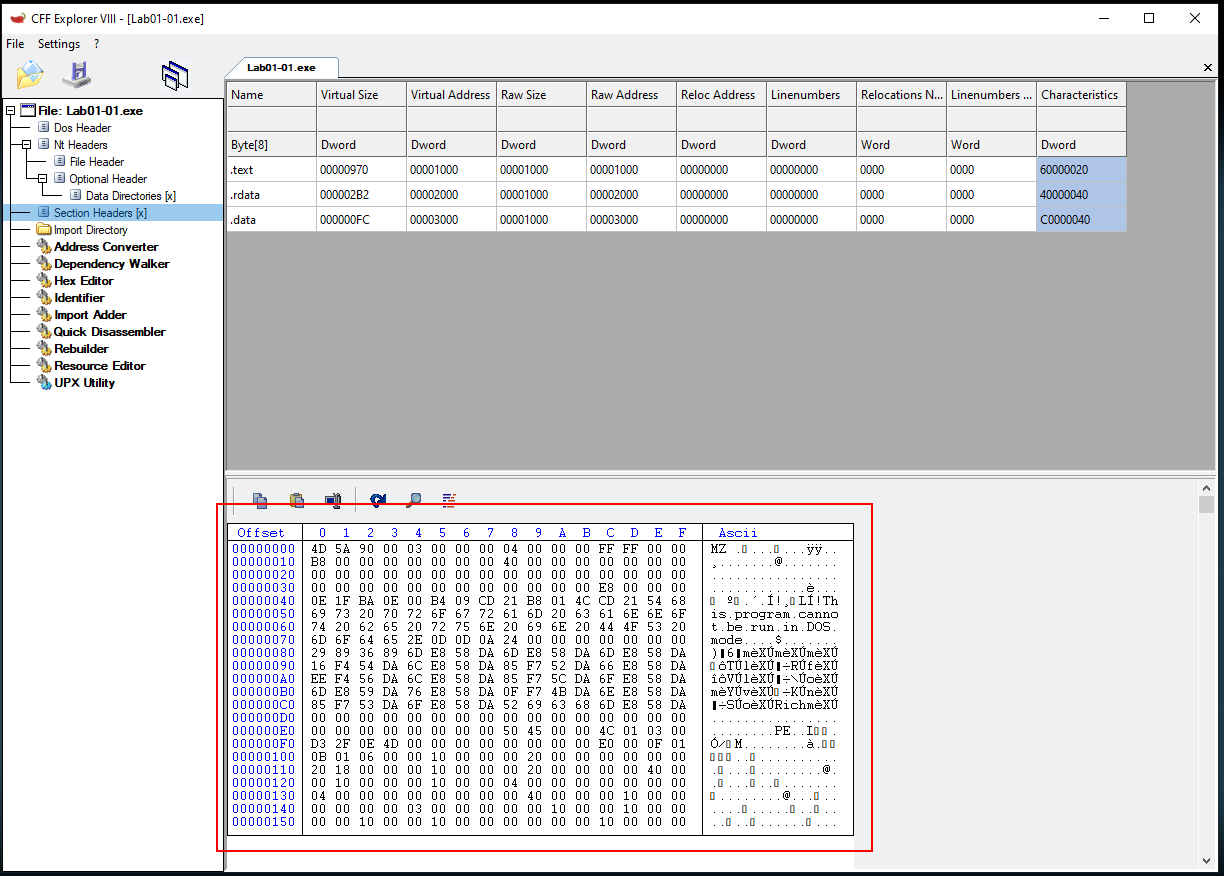 CFF Explorer VIII - [Lab01-01.exe]
File Settings ?
Lab01-01.exe
File: Lab01-01.exe
Dos Header
Nt Headers
File Header
Optional Header
Data Directories [x]
Section Headers [x]
Import Directory
Address Converter
Dependency Walker
Hex Editor
Identifier
Import Adder
Quick Disassembler
Rebuilder
Resource Editor
UPX Utility
Name Virtual Size Virtual Address Raw Size Raw Address Reloc Address Linenumbers Relocations N... Linenumbers ... Characteristics
Byte[8] Dword Dword Dword Dword Dword Dword Word Word Dword
.text 00000970 00001000 00001000 00001000 00000000 00000000 0000 0000 60000020
.rdata 000002B2 00002000 00001000 00002000 00000000 00000000 0000 0000 40000040
.data 000000FC 00003000 00001000 00003000 00000000 00000000 0000 0000 C0000040
Offset 0 1 2 3 4 5 6 7 8 9 A B C D E F Ascii
00000000 4D 5A 90 00 03 00 00 00 04 00 00 00 FF FF 00 00 MZ ÿÿ..
00000010 B8 00 00 00 00 00 00 00 40 00 00 00 00 00 00 00 ¸.......@.......
00000020 00 00 00 00 00 00 00 00 00 00 00 00 00 00 00 00 ................
00000030 00 00 00 00 00 00 00 00 00 00 00 00 E8 00 00 00 ............è...
00000040 0E 1F BA 0E 00 B4 09 CD 21 B8 01 4C CD 21 54 68 º .´.Í!¸ LÍ!Th
00000050 69 73 20 70 72 6F 67 72 61 6D 20 63 61 6E 6E 6F is.program.canno
00000060 74 20 62 65 20 72 75 6E 20 69 6E 20 44 4F 53 20 t.be.run.in.DOS.
00000070 6D 6F 64 65 2E 0D 0D 0A 24 00 00 00 00 00 00 00 mode....$.......
00000080 29 89 36 89 6D E8 58 DA 6D E8 58 DA 6D E8 58 DA ) 6 mèXÚmèXÚmèXÚ
00000090 16 F4 54 DA 6C E8 58 DA 85 F7 52 DA 66 E8 58 DA ôTÚlèXÚ ÷RÚfèXÚ
000000A0 EE F4 56 DA 6C E8 58 DA 85 F7 5C DA 6F E8 58 DA îôVÚlèXÚ ÷\ÚoèXÚ
000000B0 6D E8 59 DA 76 E8 58 DA 0F F7 4B DA 6E E8 58 DA mèYÚvèXÚ ÷KÚnèXÚ
000000C0 85 F7 53 DA 6F E8 58 DA 52 69 63 68 6D E8 58 DA ÷SÚoèXÚRichmèXÚ
000000D0 00 00 00 00 00 00 00 00 00 00 00 00 00 00 00 00 ................
000000E0 00 00 00 00 00 00 00 00 50 45 00 00 4C 01 03 00 ........PE..
000000F0 D3 2F 0E 4D 00 00 00 00 00 00 00 00 E0 00 0F 01 Ó/ M........à.
00000100 0B 01 06 00 00 10 00 00 00 20 00 00 00 00 00 00
00000110 20 18 00 00 00 10 00 00 00 20 00 00 00 00 40 00 @.
00000120 00 10 00 00 00 10 00 00 04 00 00 00 00 00 00 00
00000130 04 00 00 00 00 00 00 00 00 40 00 00 00 10 00 00 .........@...
00000140 00 00 00 00 03 00 00 00 00 00 10 00 00 10 00 00
00000150 00 00 10 00 00 10 00 00 00 00 00 00 10 00 00 00